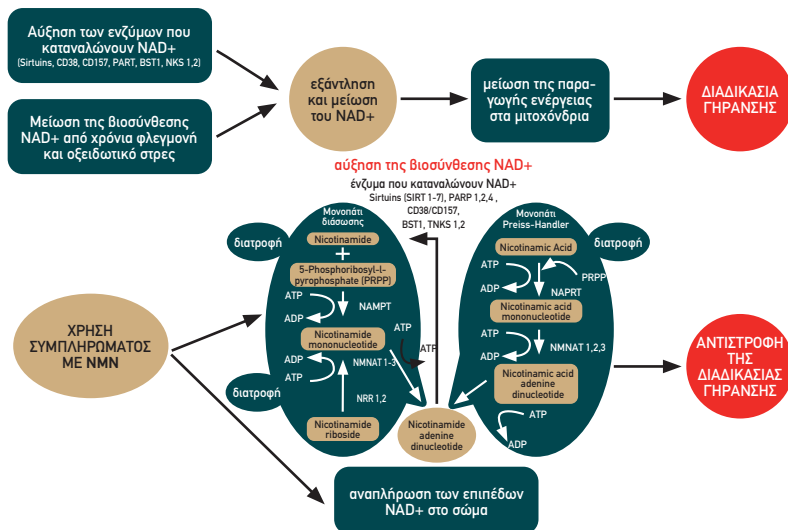 Αύξηση των ενζύμων που
καταναλώνουν NAD+
(Sirtuins, CD38, CD157, PART, BST1, NKS 1,2)
Μείωση της βιοσύνθεσης
NAD+ από χρόνια φλεγμονή
και οξειδωτικό στρες
εξάντληση
και μείωση
του NAD+
μείωση της παρα-
γωγής ενέργειας
στα μιτοχόνδρια
ΔΙΑΔΙΚΑΣΙΑ
ΓΗΡΑΝΣΗΣ
αύξηση της βιοσύνθεσης NAD+
ένζυμα που καταναλώνουν NAD+
Sirtuins (SIRT 1-7), PARP 1,2,4 ,
CD38/CD157,
BST1, TNKS 1,2
ΧΡΗΣΗ
ΣΥΜΠΛΗΡΩΜΑΤΟΣ
ΜΕ NMN
διατροφή
διατροφή
Μονοπάτι
διάσωσης
Nicotinamide
+
5-Phosphoribosyl-l-
pyrophosphate (PRPP)
ATP
ADP
NAMPT
Nicotinamide
mononucleotide
ADP
ATP
NMNAT 1-3
NRR 1,2
Nicotinamide
riboside
ATP
ATP
Nicotinamide
adenine
dinucleotide
Μονοπάτι
Preiss-Handler
διατροφή
Nicotinic Acid
ATP
ADP
PRPP
NAPRT
Nicotinic acid
mononucleotide
ATP
ADP
NMNAT 1,2,3
Nicotinic acid
adenine
dinucleotide
ATP
ADP
ΑΝΤΙΣΤΡΟΦΗ
ΤΗΣ
ΔΙΑΔΙΚΑΣΙΑΣ
ΓΗΡΑΝΣΗΣ
αναπλήρωση των επιπέδων
NAD+ στο σώμα